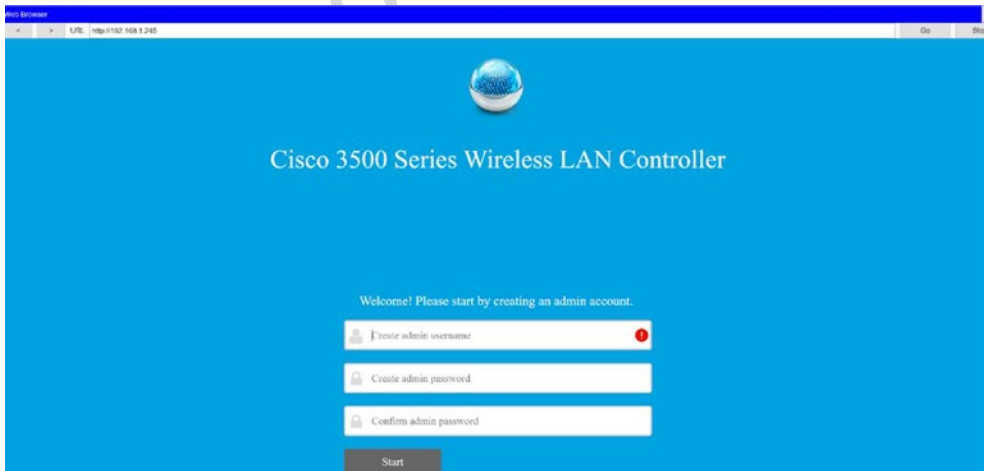 Web Browser
< > URL http://192.168.1.245 Go Sto
Cisco 3500 Series Wireless LAN Controller
Welcome! Please start by creating an admin account.
Create admin username
!
Create admin password
Confirm admin password
Start